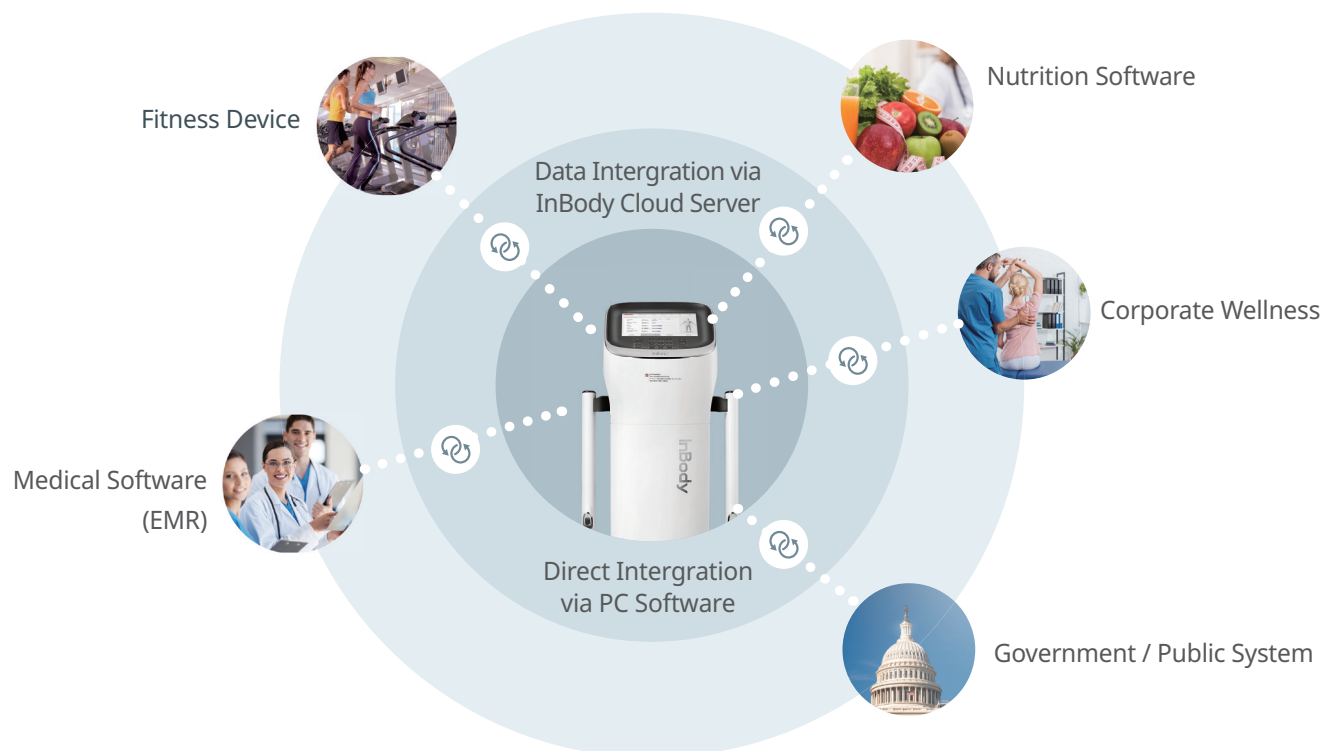 Nutrition Software
Fitness Device
Data Intergration via
InBody Cloud Server
Corporate Wellness
InBody
Medical Software
(EMR)
Direct Intergration
via PC Software
Government / Public System